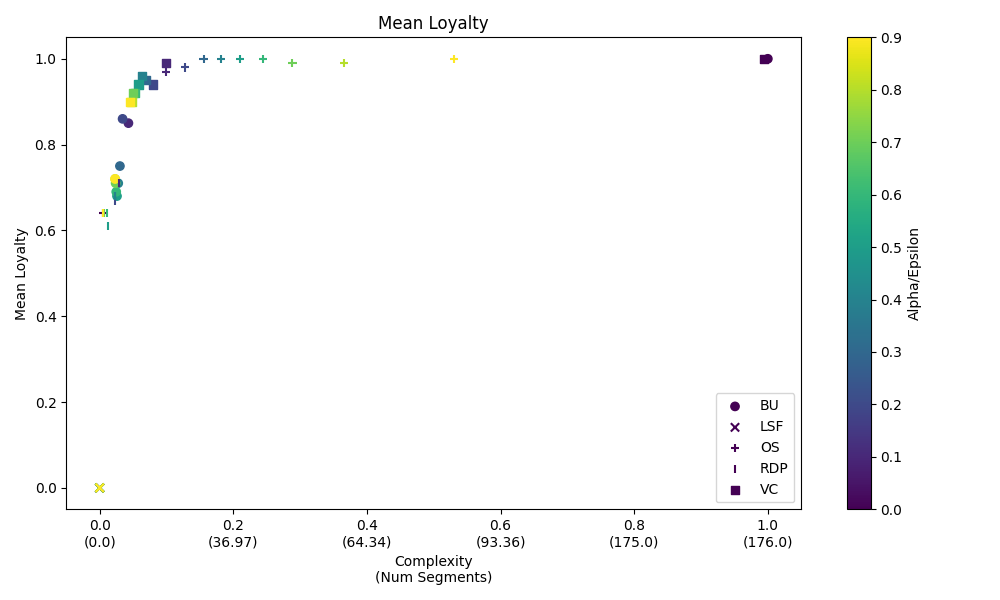 Mean Loyalty
1.0
0.8
0.6
0.4
0.2
0.0
Mean Loyalty
0.0
(0.0)
0.2
(36.97)
0.4
(64.34)
0.6
(93.36)
0.8
(175.0)
1.0
(176.0)
Complexity
(Num Segments)
BU
LSF
OS
RDP
VC
0.9
0.8
0.7
0.6
0.5
0.4
0.3
0.2
0.1
0.0
Alpha/Epsilon